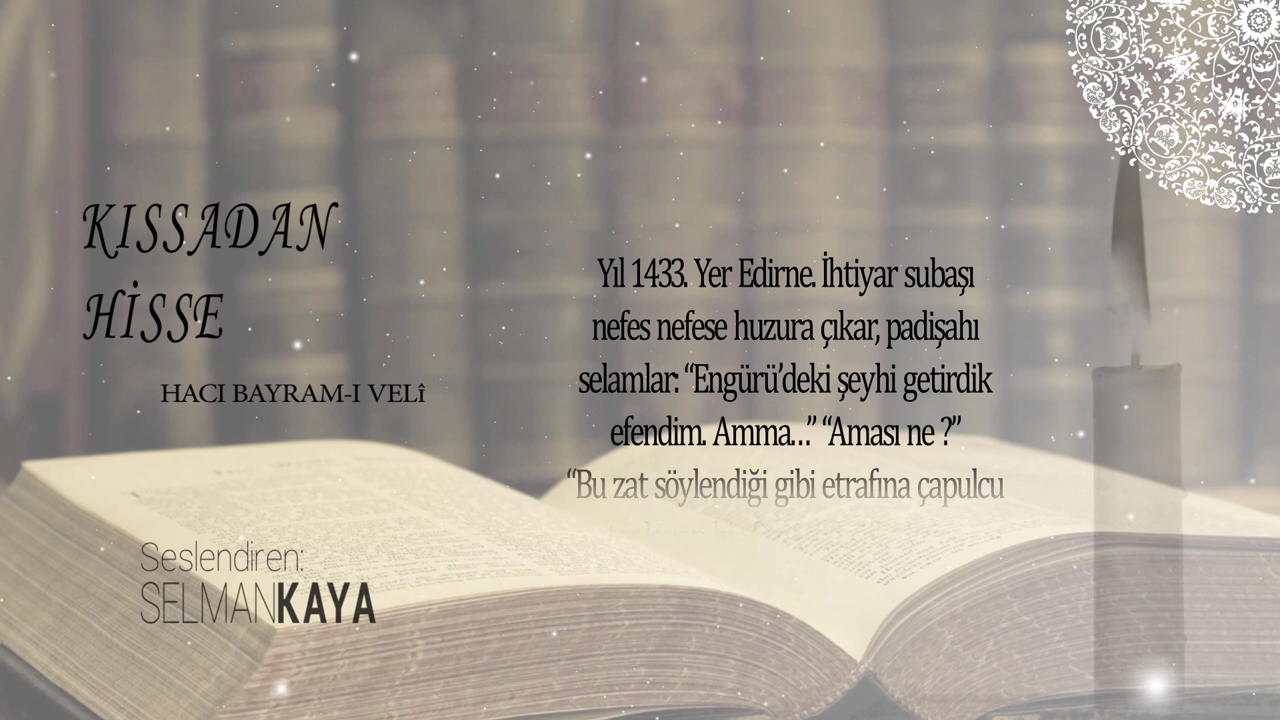 KISSADAN
HİSSE
HACI BAYRAM-I VELî
Seslendiren:
SELMANKAYA
Yıl 1433. Yer Edirne. İhtiyar subaşı
nefes nefese huzura çıkar, padişahı
selamlar: “Engürü’deki şeyhi getirdik
efendim. Amma…” “Aması ne ?”
“Bu zat söylendiği gibi etrafına çapulcu